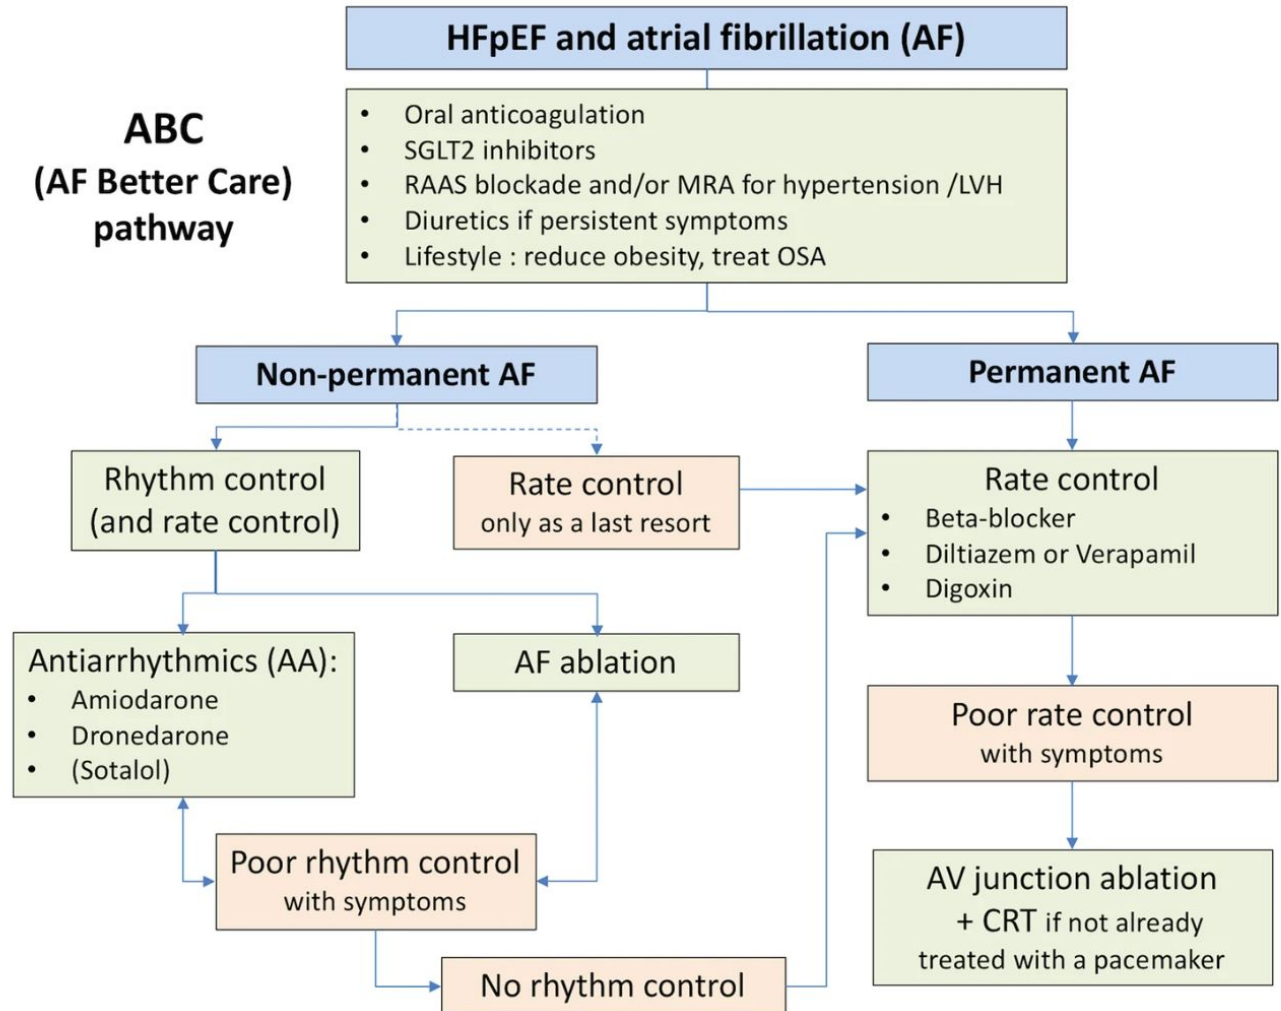 HFpEF and atrial fibrillation (AF)
ABC
(AF Better Care)
pathway
• Oral anticoagulation
• SGLT2 inhibitors
• RAAS blockade and/or MRA for hypertension /LVH
• Diuretics if persistent symptoms
• Lifestyle : reduce obesity, treat OSA
Non-permanent AF
Permanent AF
Rhythm control
(and rate control)
Rate control
only as a last resort
Rate control
• Beta-blocker
• Diltiazem or Verapamil
• Digoxin
Antiarrhythmics (AA):
• Amiodarone
• Dronedarone
• (Sotalol)
AF ablation
Poor rate control
with symptoms
Poor rhythm control
with symptoms
AV junction ablation
+ CRT if not already
treated with a pacemaker
No rhythm control